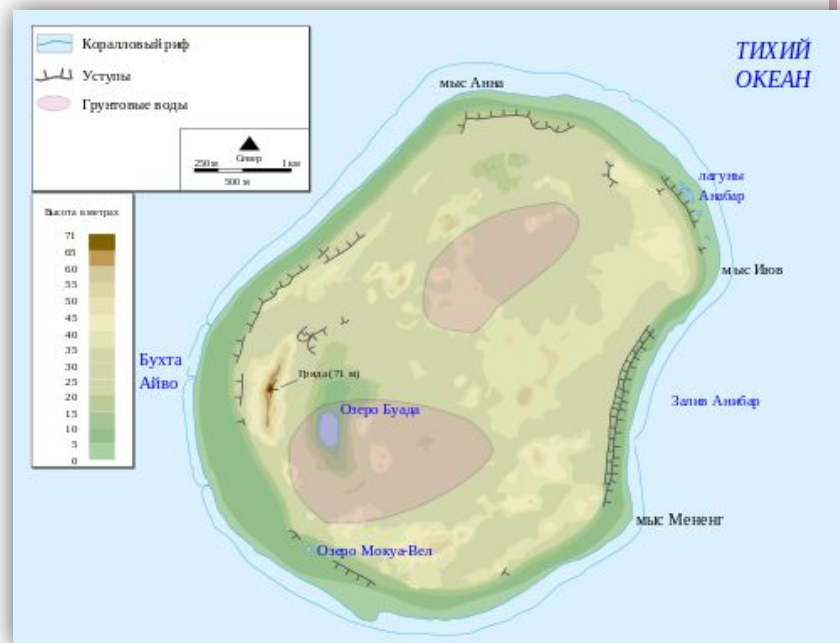 Коралловый риф
Уступы
Грунтовые воды
Север
250 м
1 км
500 м
Высота в метрах
71
65
60
55
50
45
40
35
30
25
20
15
10
5
0
ТИХИЙ
ОКЕАН
мыс Анна
лагуны
Анабар
мыс Июв
Бухта
Айво
Гряда (71 м)
Озеро Буада
Залив Анибар
мыс Мененг
Озеро Мокуа-Вел